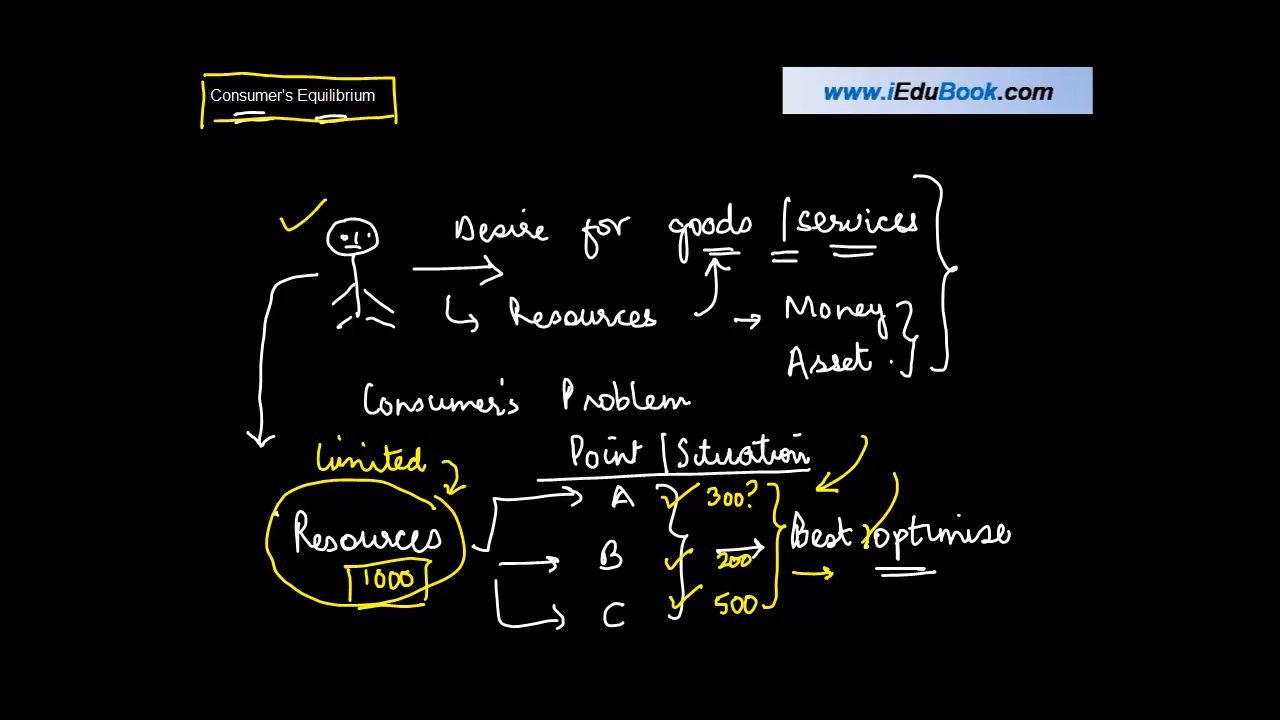 Consumer's Equilibrium
www.iEduBook.com
Desire for goods / services
Resources → Money
Asset
Consumer's Problem
Limited
Point / Situation
A 300?
Resources
B 200
Best optimise
1000
C 500